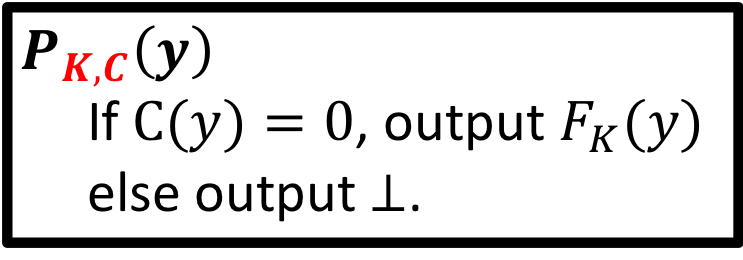 P_{K,C}(y)
If C(y) = 0, output F_K(y)
else output ⊥.